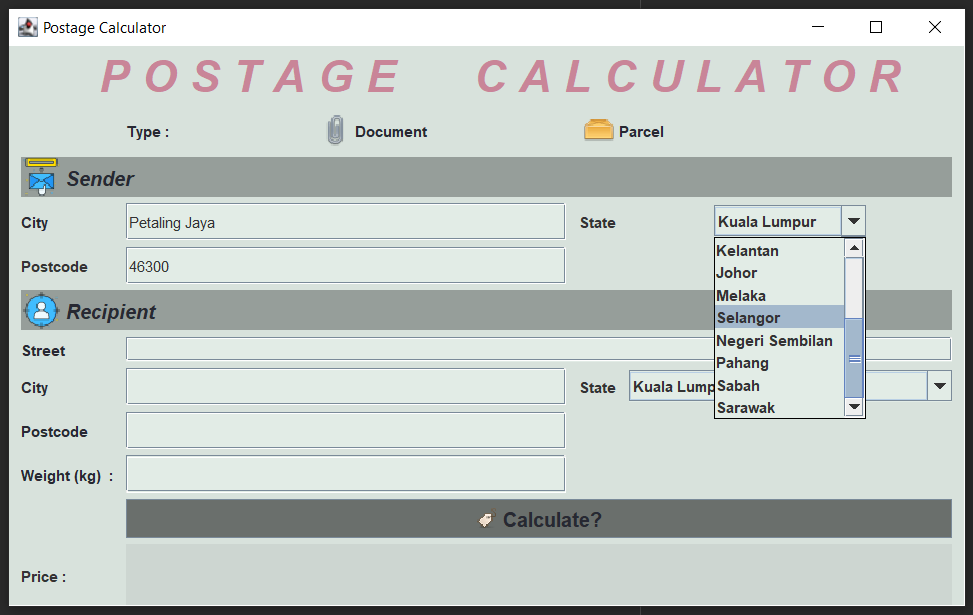 Postage Calculator
POSTAGE CALCULATOR
Type : Document Parcel
Sender
City Petaling Jaya State Kuala Lumpur
Kelantan
Postcode 46300
Johor
Melaka
Recipient
Selangor
Negeri Sembilan
Street
Pahang
City State Kuala Lump
Sabah
Sarawak
Postcode
Weight (kg) :
Calculate?
Price :